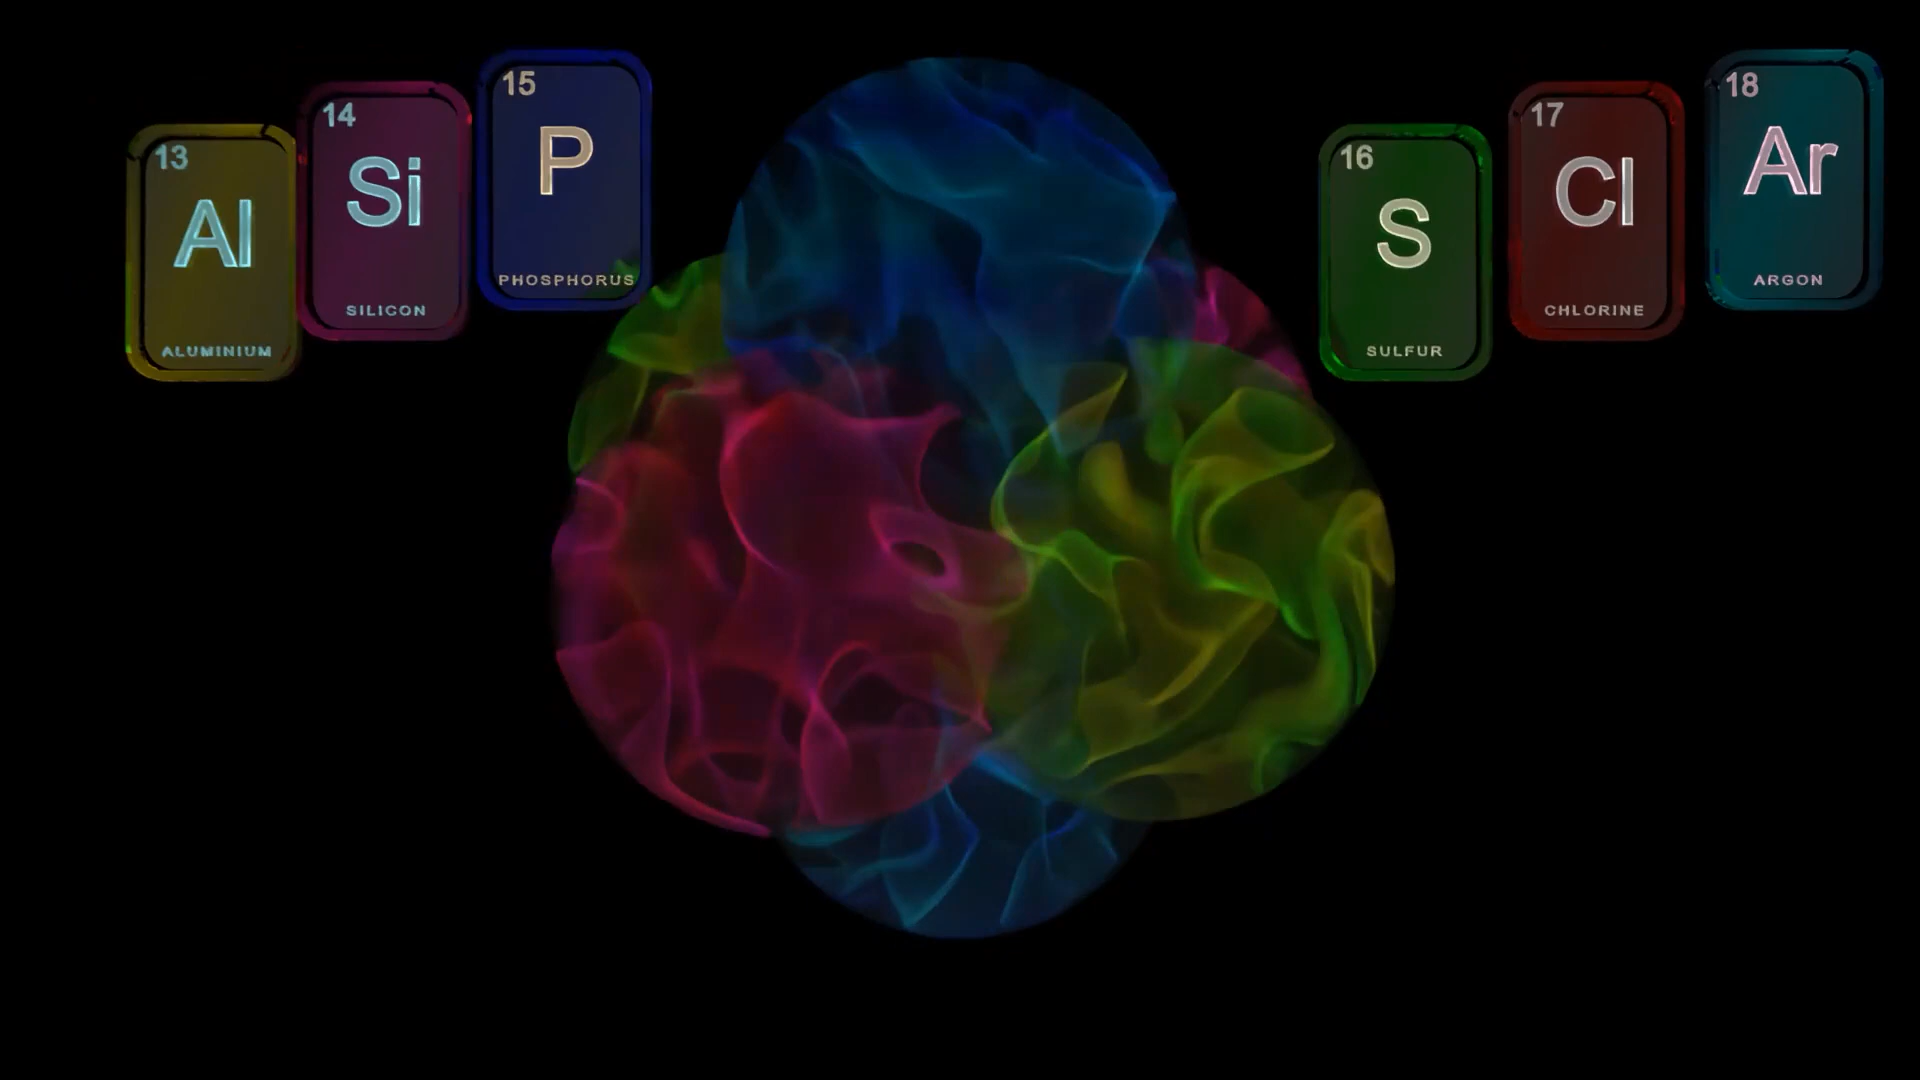 13
Al
ALUMINIUM
14
Si
SILICON
15
P
PHOSPHORUS
16
S
SULFUR
17
Cl
CHLORINE
18
Ar
ARGON